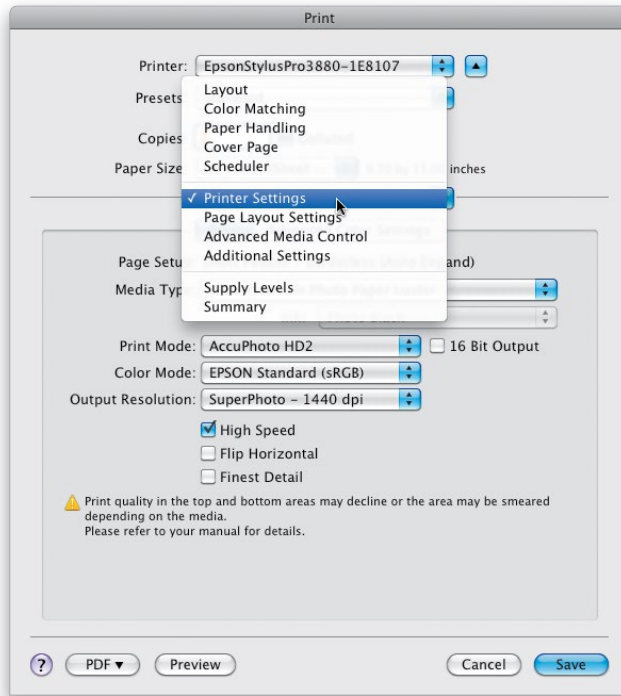 Print
Printer: EpsonStylusPro3880-1E8107
Presets
Layout
Color Matching
Paper Handling
Cover Page
Scheduler
Copies
Paper Size
inches
✓ Printer Settings
Page Layout Settings
Advanced Media Control
Additional Settings
Supply Levels
Summary
Page Setu
and)
Media Typ
Print Mode: AccuPhoto HD2 16 Bit Output
Color Mode: EPSON Standard (sRGB)
Output Resolution: SuperPhoto - 1440 dpi
High Speed
Flip Horizontal
Finest Detail
Print quality in the top and bottom areas may decline or the area may be smeared
depending on the media.
Please refer to your manual for details.
? PDF▼ Preview Cancel Save